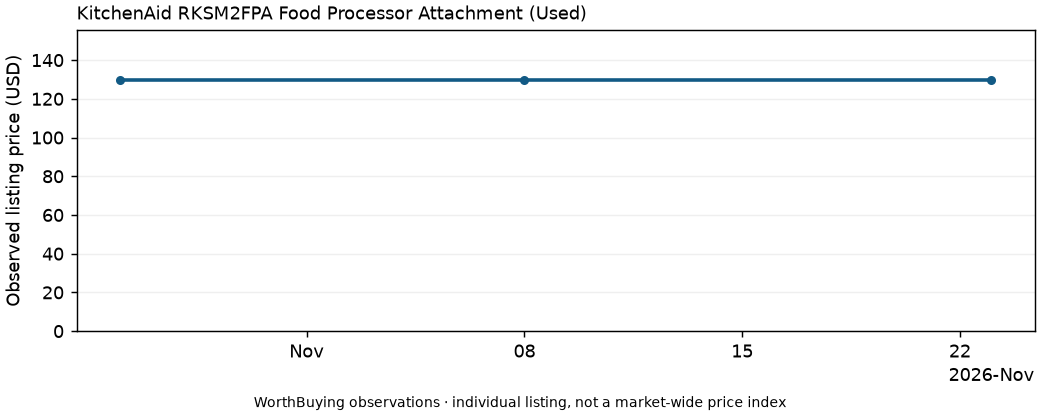 KitchenAid RKSM2FPA Food Processor Attachment (Used)
Observed listing price (USD)
140
120
100
80
60
40
20
0
Nov 08 15 22
2026-Nov
WorthBuying observations · individual listing, not a market-wide price index